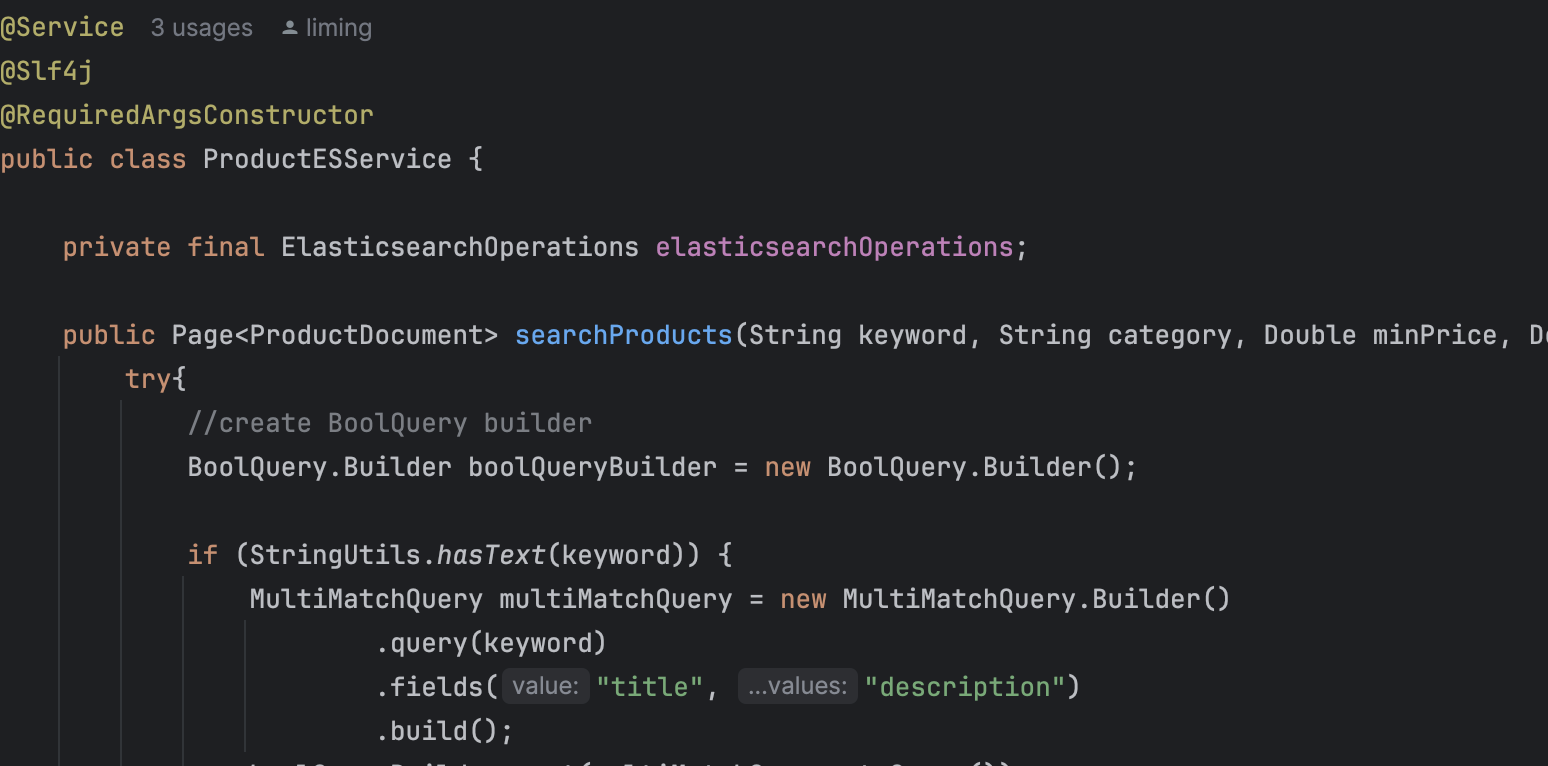 @Service 3 usages liming
@Slf4j
@RequiredArgsConstructor
public class ProductESService {
private final ElasticsearchOperations elasticsearchOperations;
public Page<ProductDocument> searchProducts(String keyword, String category, Double minPrice,
try{
//create BoolQuery builder
BoolQuery.Builder boolQueryBuilder = new BoolQuery.Builder();
if (StringUtils.hasText(keyword)) {
MultiMatchQuery multiMatchQuery = new MultiMatchQuery.Builder()
.query(keyword)
.fields( value: "title", ...values: "description")
.build();